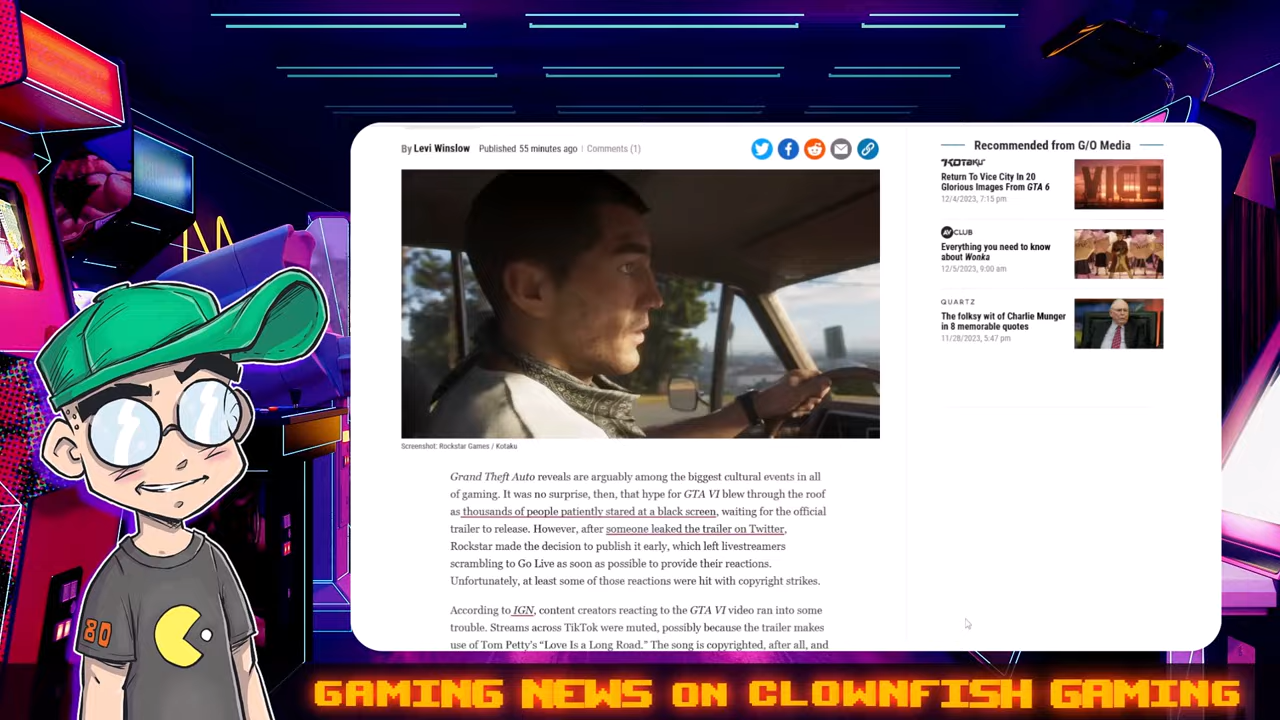 By Levi Winslow Published 55 minutes ago | Comments (1)
Screenshot: Rockstar Games / Kotaku
Grand Theft Auto reveals are arguably among the biggest cultural events in all
of gaming. It was no surprise, then, that hype for GTA VI blew through the roof
as thousands of people patiently stared at a black screen, waiting for the official
trailer to release. However, after someone leaked the trailer on Twitter,
Rockstar made the decision to publish it early, which left livestreamers
scrambling to Go Live as soon as possible to provide their reactions.
Unfortunately, at least some of those reactions were hit with copyright strikes.
According to IGN, content creators reacting to the GTA VI video ran into some
trouble. Streams across TikTok were muted, possibly because the trailer makes
use of Tom Petty's “Love Is a Long Road.” The song is copyrighted, after all, and
Recommended from G/O Media
KOTAKU
Return To Vice City In 20
Glorious Images From GTA 6
12/4/2023, 7:15 pm
VICE
AV CLUB
Everything you need to know
about Wonka
12/5/2023, 9:00 am
QUARTZ
The folksy wit of Charlie Munger
in 8 memorable quotes
11/28/2023, 5:47 pm
80
GAMING NEWS ON CLOWNFISH GAMING